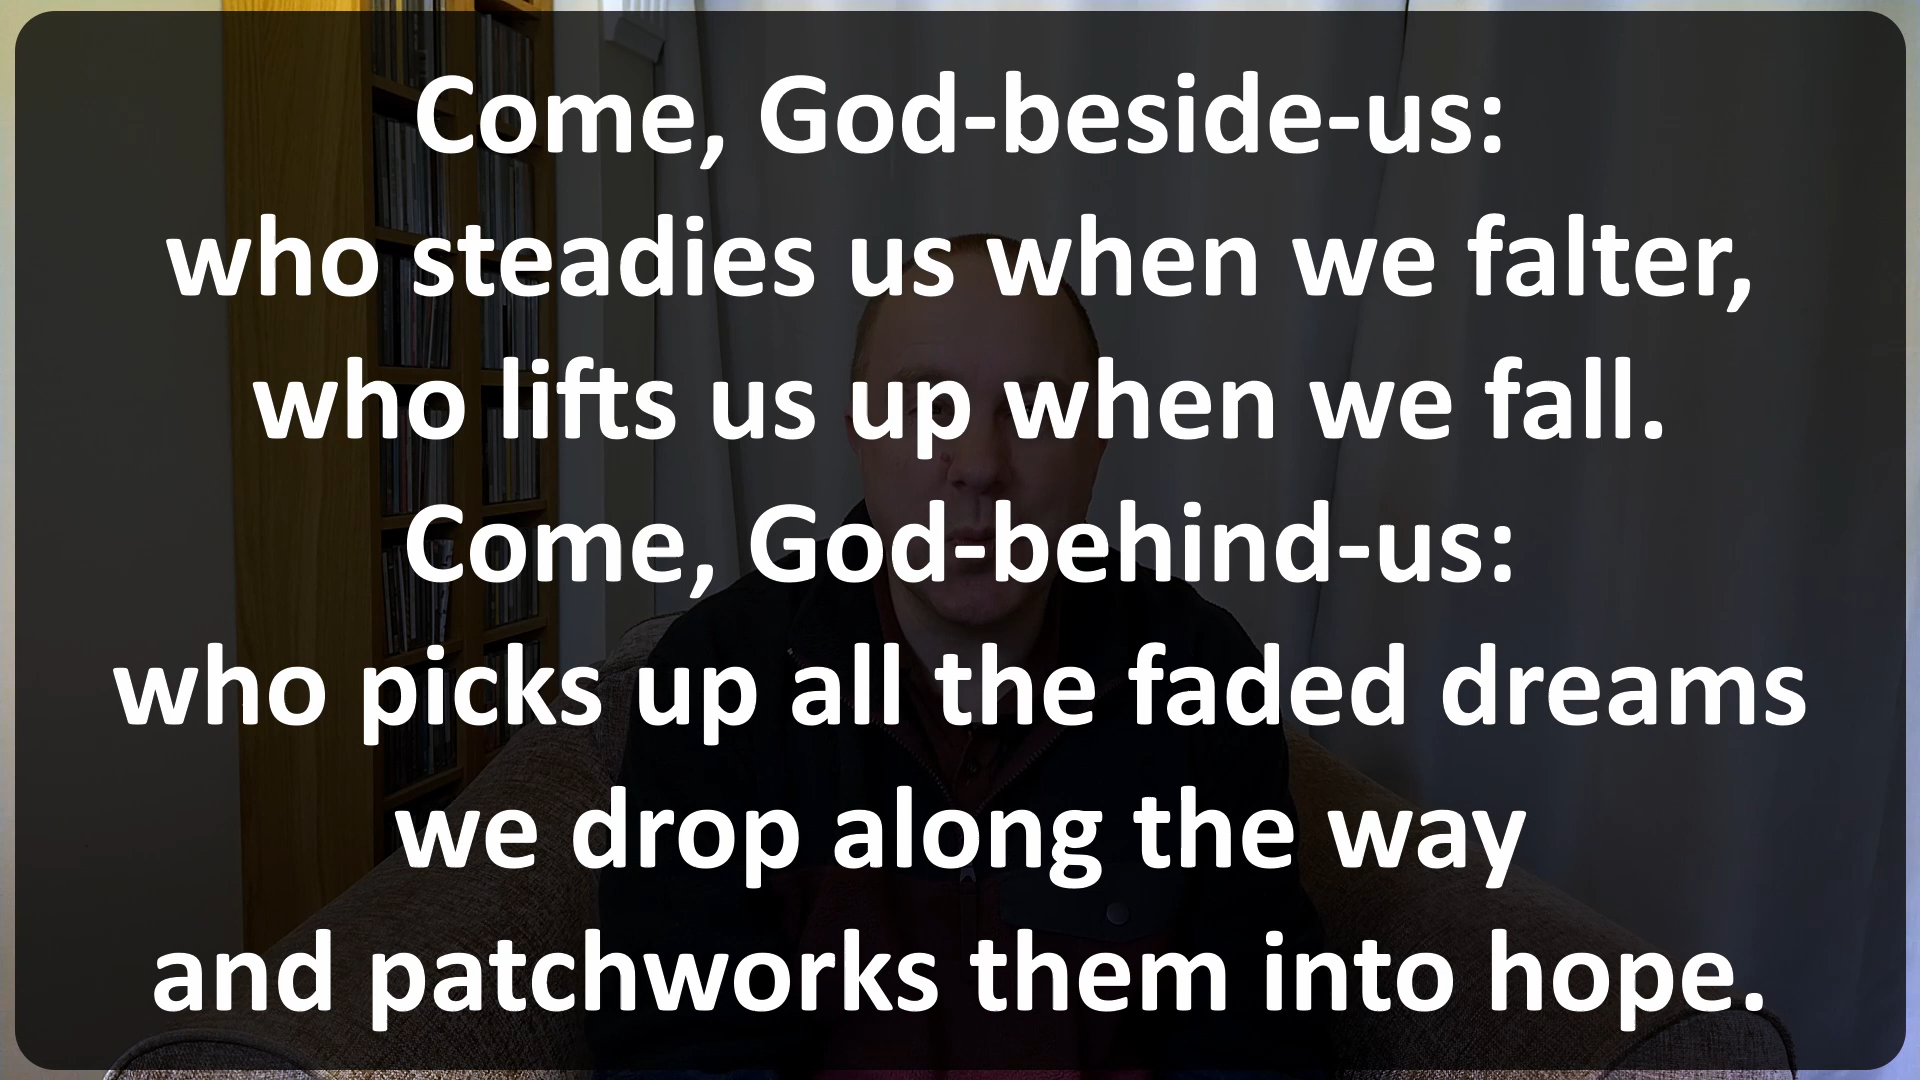 Come, God-beside-us:
who steadies us when we falter,
who lifts us up when we fall.
Come, God-behind-us:
who picks up all the faded dreams
we drop along the way
and patchworks them into hope.